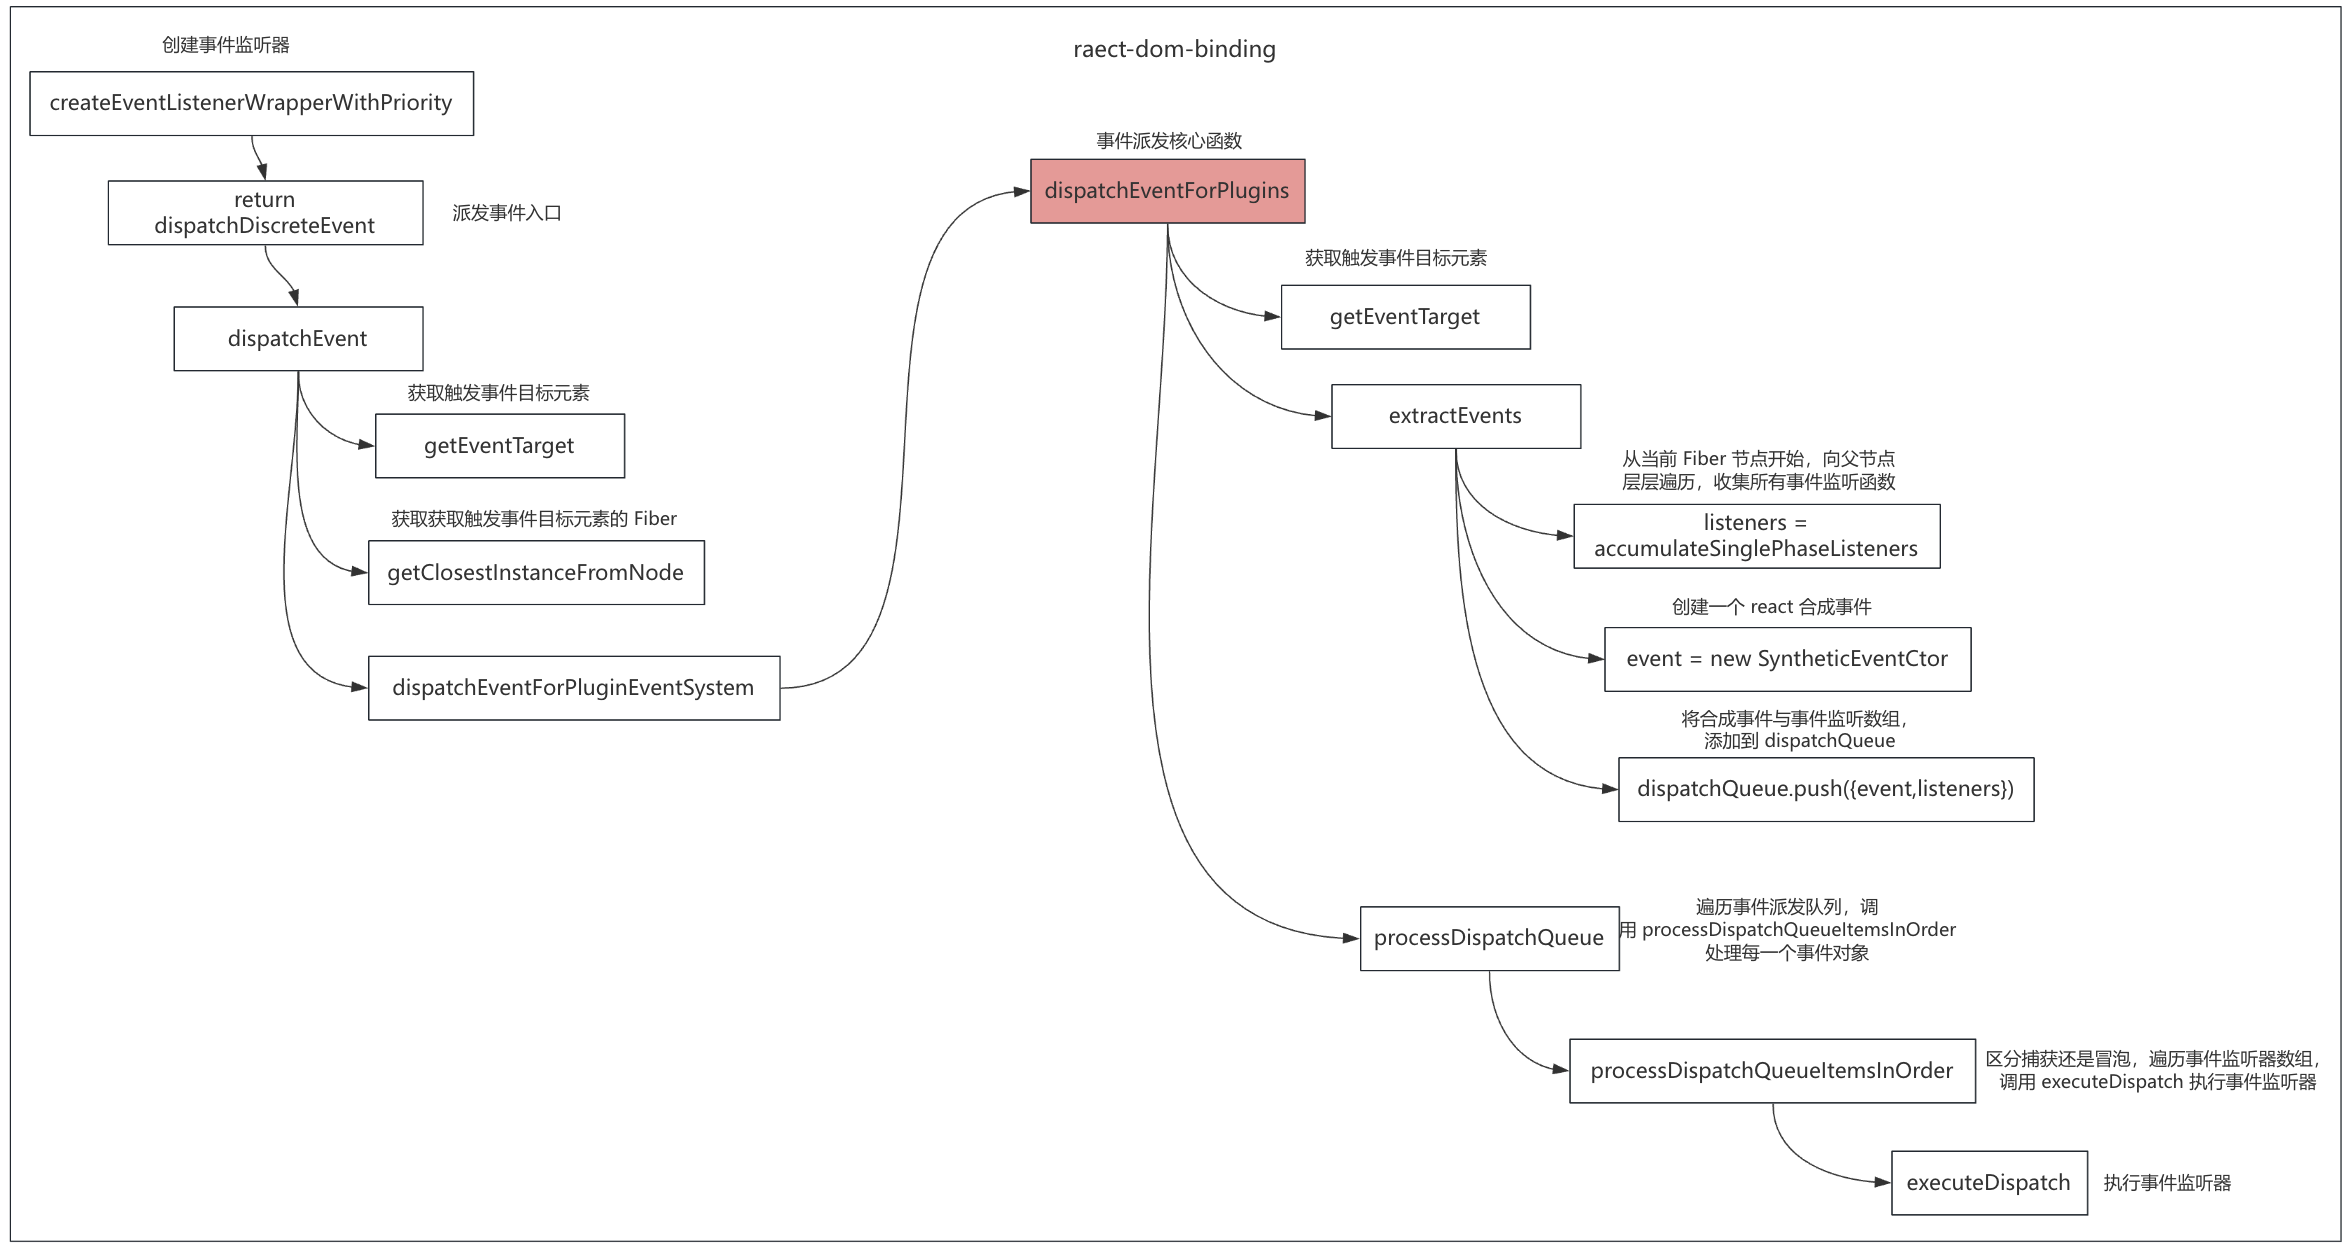 raect-dom-binding
创建事件监听器
createEventListenerWrapperWithPriority
return
dispatchDiscreteEvent
派发事件入口
dispatchEvent
获取触发事件目标元素
getEventTarget
获取获取触发事件目标元素的 Fiber
getClosestInstanceFromNode
dispatchEventForPluginEventSystem
事件派发核心函数
dispatchEventForPlugins
获取触发事件目标元素
getEventTarget
extractEvents
从当前 Fiber 节点开始，向父节点
层层遍历，收集所有事件监听函数
listeners =
accumulateSinglePhaseListeners
创建一个 react 合成事件
event = new SyntheticEventCtor
将合成事件与事件监听数组，
添加到 dispatchQueue
dispatchQueue.push({event,listeners})
processDispatchQueue
遍历事件派发队列，调
用 processDispatchQueueItemsInOrder
处理每一个事件对象
processDispatchQueueItemsInOrder
区分捕获还是冒泡，遍历事件监听器数组，
调用 executeDispatch 执行事件监听器
executeDispatch
执行事件监听器